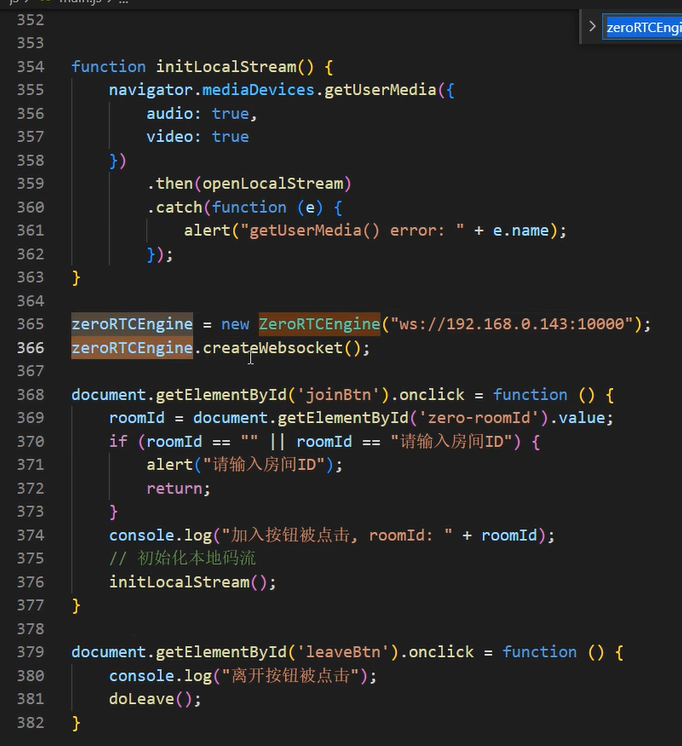 js > main.js > ...
zeroRTCEngi
352
353
354 function initLocalStream() {
355 navigator.mediaDevices.getUserMedia({
356 audio: true,
357 video: true
358 })
359 .then(openLocalStream)
360 .catch(function (e) {
361 alert("getUserMedia() error: " + e.name);
362 });
363 }
364
365 zeroRTCEngine = new ZeroRTCEngine("ws://192.168.0.143:10000");
366 zeroRTCEngine.createWebsocket();
367
368 document.getElementById('joinBtn').onclick = function () {
369 roomId = document.getElementById('zero-roomId').value;
370 if (roomId == "" || roomId == "请输入房间ID") {
371 alert("请输入房间ID");
372 return;
373 }
374 console.log("加入按钮被点击, roomId: " + roomId);
375 // 初始化本地码流
376 initLocalStream();
377 }
378
379 document.getElementById('leaveBtn').onclick = function () {
380 console.log("离开按钮被点击");
381 doLeave();
382 }